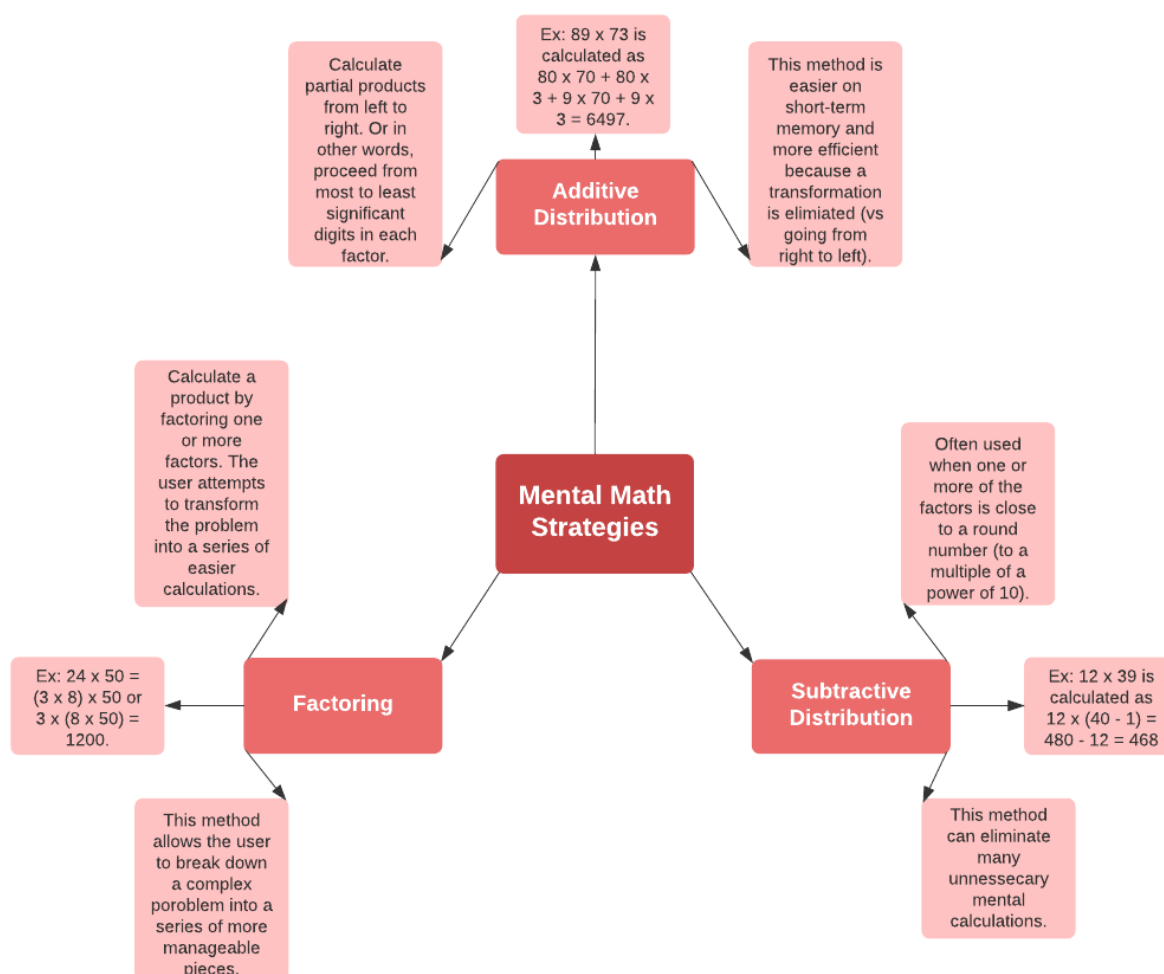 Ex: 89 x 73 is
calculated as
80 x 70 + 80 x
3 + 9 x 70 + 9 x
3 = 6497.
Calculate
partial products
from left to
right. Or in
other words,
proceed from
most to least
significant
digits in each
factor.
This method is
easier on
short-term
memory and
more efficient
because a
transformation
is elimiated (vs
going from
right to left).
Additive
Distribution
Calculate a
product by
factoring one
or more
factors. The
user attempts
to transform
the problem
into a series of
easier
calculations.
Mental Math
Strategies
Often used
when one or
more of the
factors is close
to a round
number (to a
multiple of a
power of 10).
Ex: 24 x 50 =
(3 x 8) x 50 or
3 x (8 x 50) =
1200.
Factoring
Subtractive
Distribution
Ex: 12 x 39 is
calculated as
12 x (40 - 1) =
480 - 12 = 468
This method
allows the user
to break down
a complex
poroblem into a
series of more
manageable
pieces.
This method
can eliminate
many
unnessecary
mental
calculations.